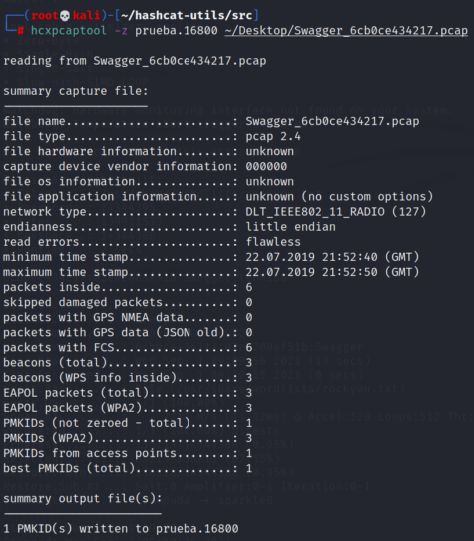 (root💀kali)-[~/hashcat-utils/src]
# hcxpcaptool -z prueba.16800 ~/Desktop/Swagger_6cb0ce434217.pcap
reading from Swagger_6cb0ce434217.pcap
summary capture file:
---------------------
file name........................: Swagger_6cb0ce434217.pcap
file type........................: pcap 2.4
file hardware information........: unknown
capture device vendor information: 000000
file os information..............: unknown
file application information.....: unknown (no custom options)
network type.....................: DLT_IEEE802_11_RADIO (127)
endianness.......................: little endian
read errors......................: flawless
minimum time stamp...............: 22.07.2019 21:52:40 (GMT)
maximum time stamp...............: 22.07.2019 21:52:50 (GMT)
packets inside...................: 6
skipped damaged packets..........: 0
packets with GPS NMEA data.......: 0
packets with GPS data (JSON old).: 0
packets with FCS.................: 6
beacons (total)..................: 3
beacons (WPS info inside)........: 3
EAPOL packets (total)............: 3
EAPOL packets (WPA2).............: 3
PMKIDs (not zeroed - total)......: 1
PMKIDs (WPA2)....................: 3
PMKIDs from access points........: 1
best PMKIDs (total)..............: 1
summary output file(s):
-----------------------
1 PMKID(s) written to prueba.16800